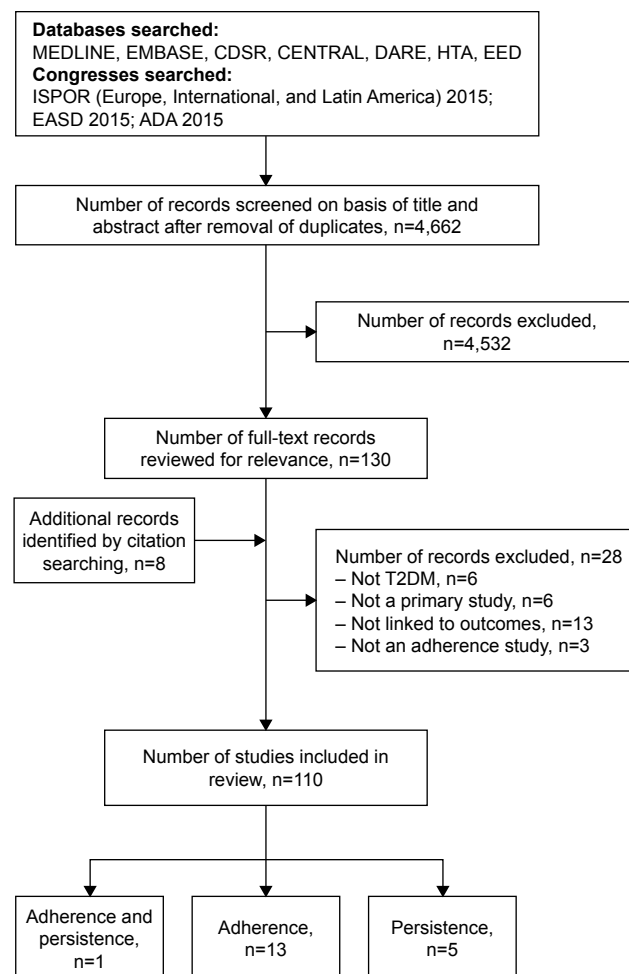 Databases searched:
MEDLINE, EMBASE, CDSR, CENTRAL, DARE, HTA, EED
Congresses searched:
ISPOR (Europe, International, and Latin America) 2015;
EASD 2015; ADA 2015
Number of records screened on basis of title and
abstract after removal of duplicates, n=4,662
Number of records excluded,
n=4,532
Number of full-text records
reviewed for relevance, n=130
Additional records
identified by citation
searching, n=8
Number of records excluded, n=28
– Not T2DM, n=6
– Not a primary study, n=6
– Not linked to outcomes, n=13
– Not an adherence study, n=3
Number of studies included in
review, n=110
Adherence and
persistence,
n=1
Adherence,
n=13
Persistence,
n=5